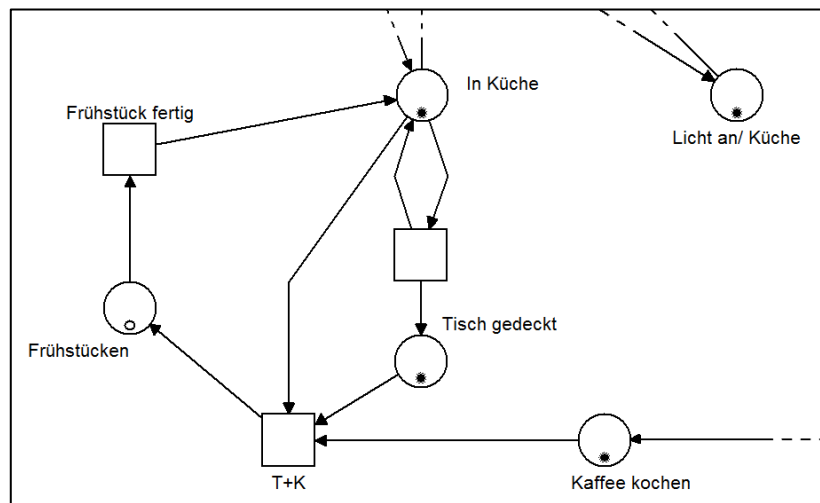 In Küche
Frühstück fertig
Licht an/ Küche
Tisch gedeckt
Frühstücken
T+K
Kaffee kochen